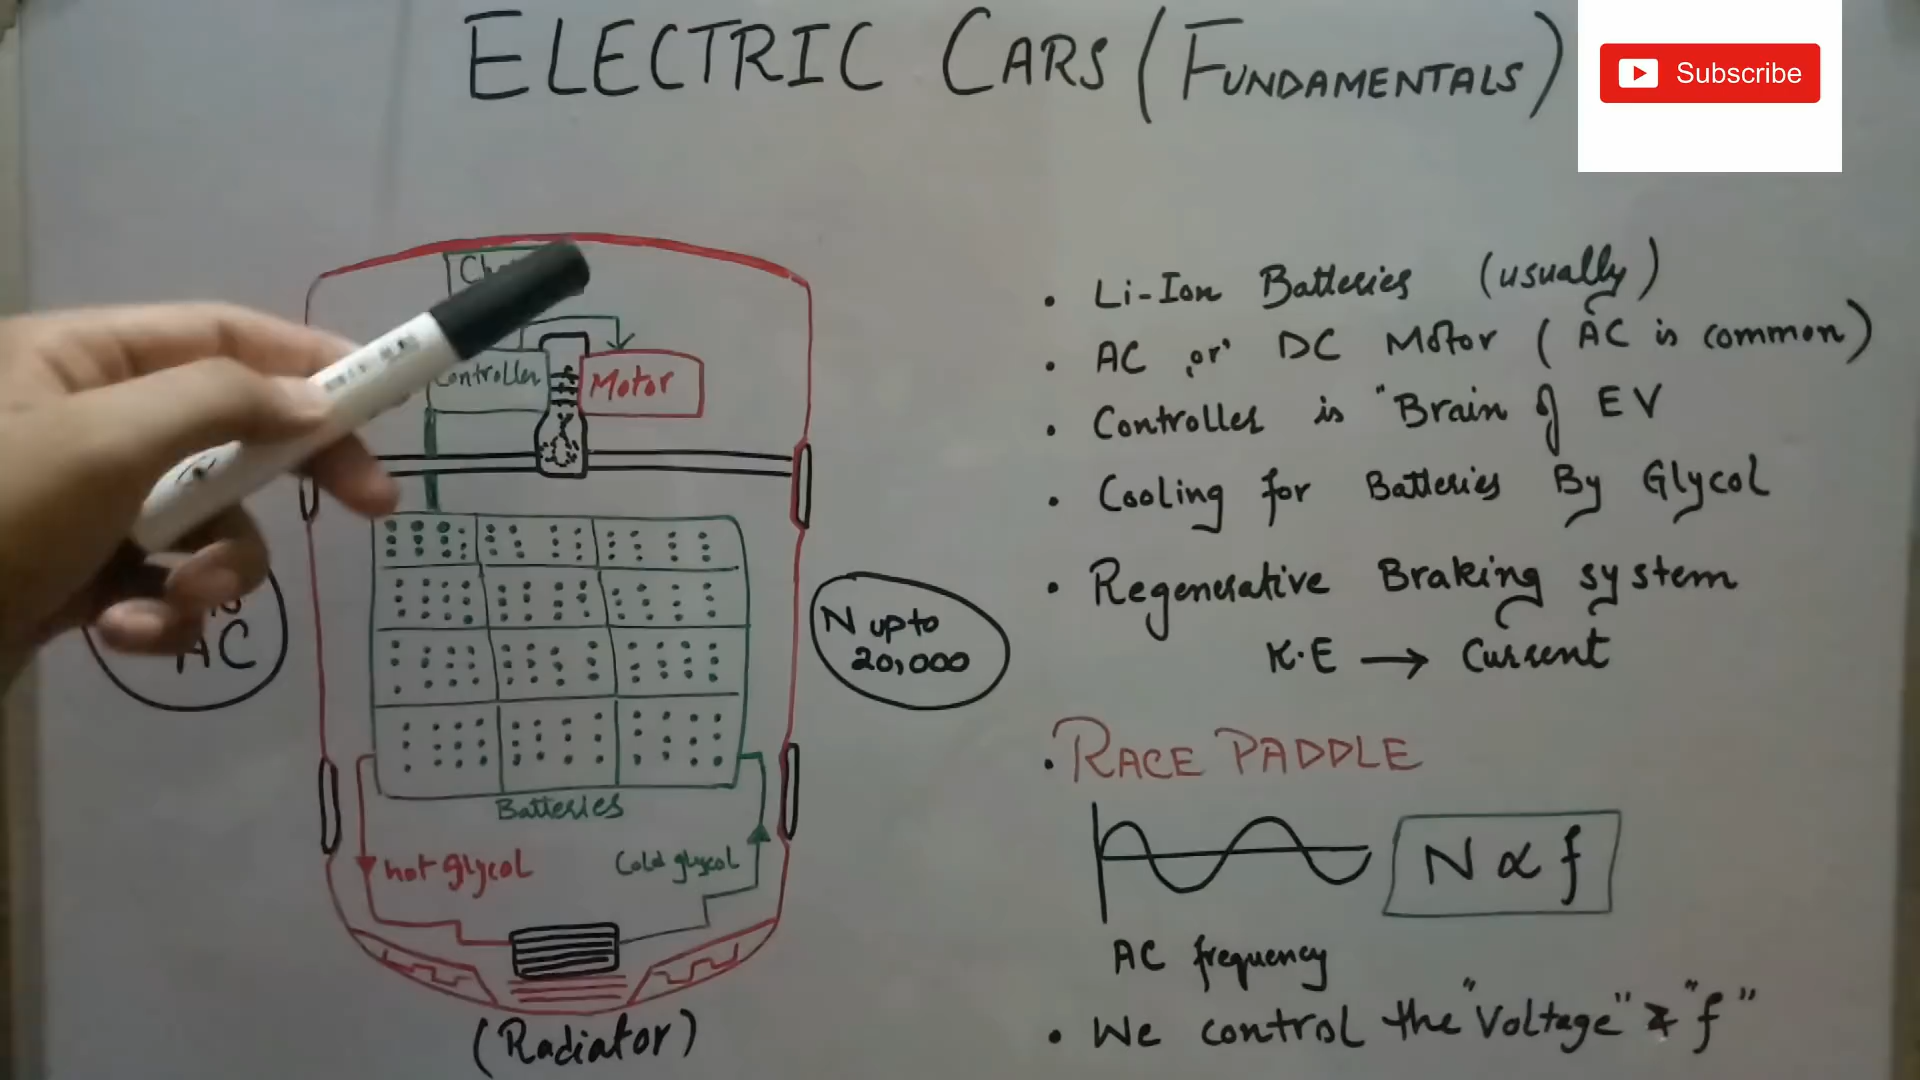 ELECTRIC CARS (FUNDAMENTALS)
Subscribe
Controller
Motor
AC
N upto
20,000
Batteries
hot glycol
Cold glycol
(Radiator)
• Li-Ion Batteries (usually)
• AC or DC Motor (AC is common)
• Controller is "Brain of EV
• Cooling for Batteries By Glycol
• Regenerative Braking system
K.E → Current
• RACE PADDLE
N ∝ f
AC frequency
• We control the "Voltage" & "f"